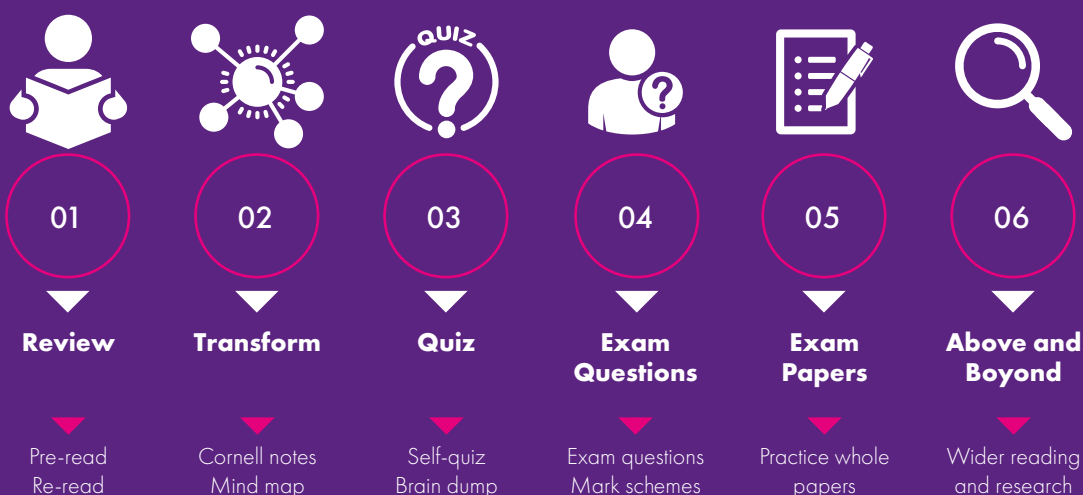 QUIZ
01
02
03
04
05
06
Review
Transform
Quiz
Exam
Questions
Exam
Papers
Above and
Boyond
Pre-read
Re-read
Cornell notes
Mind map
Self-quiz
Brain dump
Exam questions
Mark schemes
Practice whole
papers
Wider reading
and research